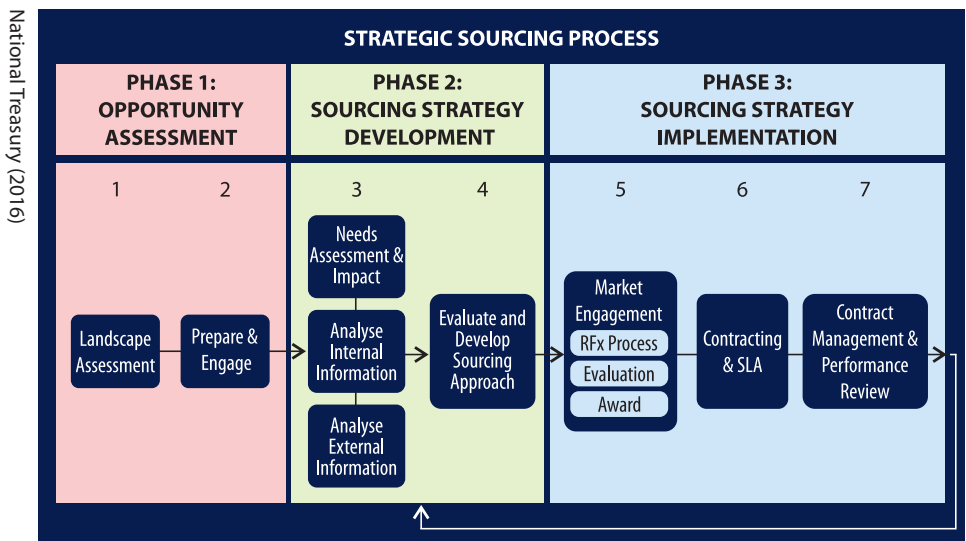 National Treasury (2016)
STRATEGIC SOURCING PROCESS
PHASE 1:
OPPORTUNITY
ASSESSMENT
PHASE 2:
SOURCING STRATEGY
DEVELOPMENT
PHASE 3:
SOURCING STRATEGY
IMPLEMENTATION
1
2
3
4
5
6
7
Landscape
Assessment
Prepare &
Engage
Needs
Assessment &
Impact
Analyse
Internal
Information
Analyse
External
Information
Evaluate and
Develop
Sourcing
Approach
Market
Engagement
RFx Process
Evaluation
Award
Contracting
& SLA
Contract
Management &
Performance
Review